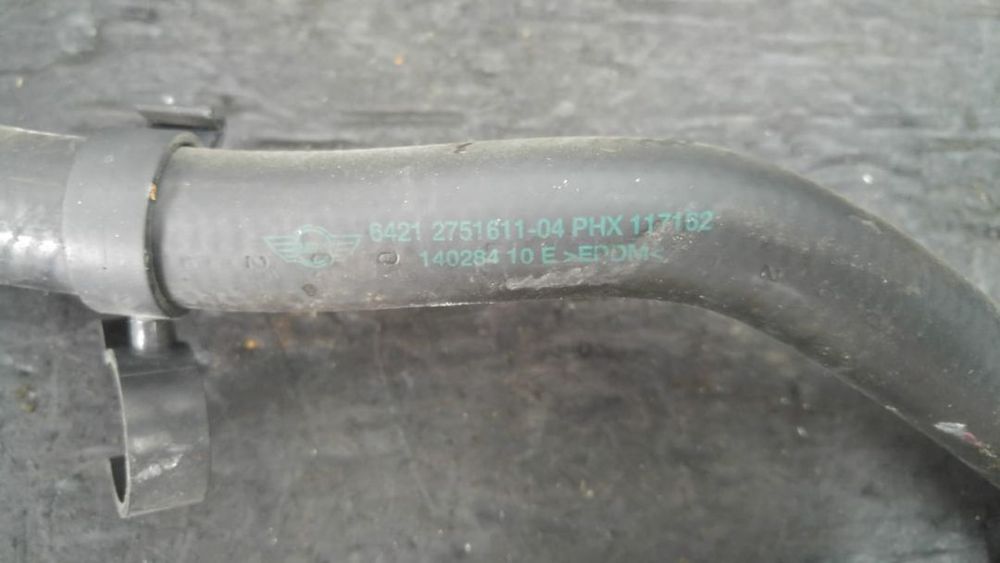 6421 2751611-04 PHX 117162
140284 10 E >EPDM<